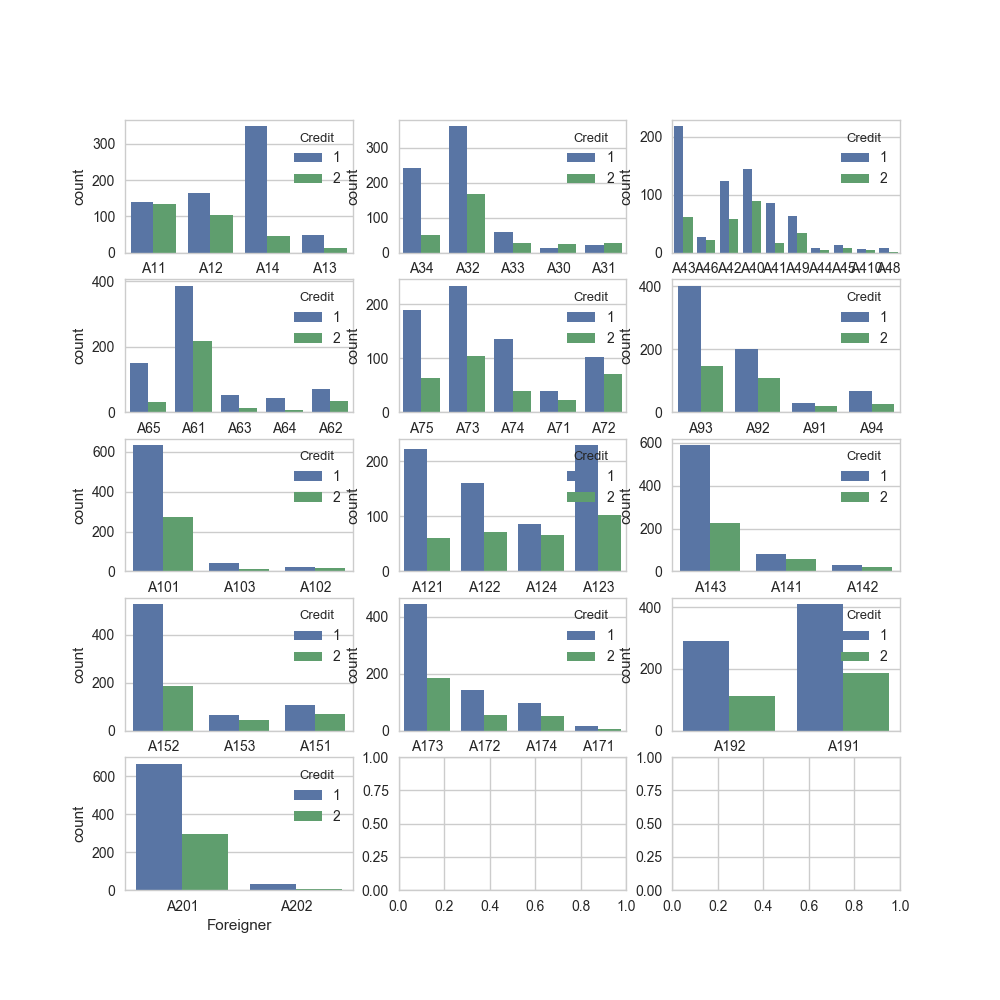 Credit
1
2
count
300
200
100
0
A11 A12 A14 A13
Credit
1
2
count
300
200
100
0
A34 A32 A33 A30 A31
Credit
1
2
count
200
100
0
A43 A46 A42 A40 A41 A49 A44 A45 A410 A48
Credit
1
2
count
400
200
0
A65 A61 A63 A64 A62
Credit
1
2
count
200
100
0
A75 A73 A74 A71 A72
Credit
1
2
count
400
200
0
A93 A92 A91 A94
Credit
1
2
count
600
400
200
0
A101 A103 A102
Credit
1
2
count
200
100
0
A121 A122 A124 A123
Credit
1
2
count
600
400
200
0
A143 A141 A142
Credit
1
2
count
400
200
0
A152 A153 A151
Credit
1
2
count
400
200
0
A173 A172 A174 A171
Credit
1
2
count
400
200
0
A192 A191
Credit
1
2
count
600
400
200
0
A201 A202
Foreigner
1.00
0.75
0.50
0.25
0.00
0.0 0.2 0.4 0.6 0.8 1.0
1.00
0.75
0.50
0.25
0.00
0.0 0.2 0.4 0.6 0.8 1.0